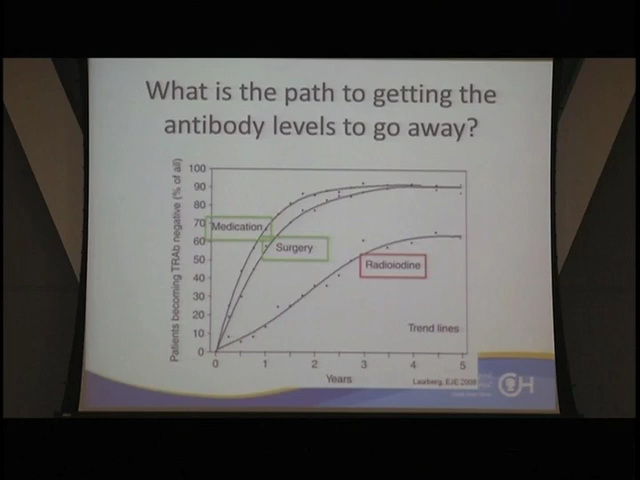 What is the path to getting the
antibody levels to go away?
Patients becoming TRAb negative (% of all)
100
90
80
70
60
50
40
30
20
10
0
Medication
Surgery
Radioiodine
Trend lines
0
1
2
3
4
5
Years
Laurberg, EJE 2008
CH